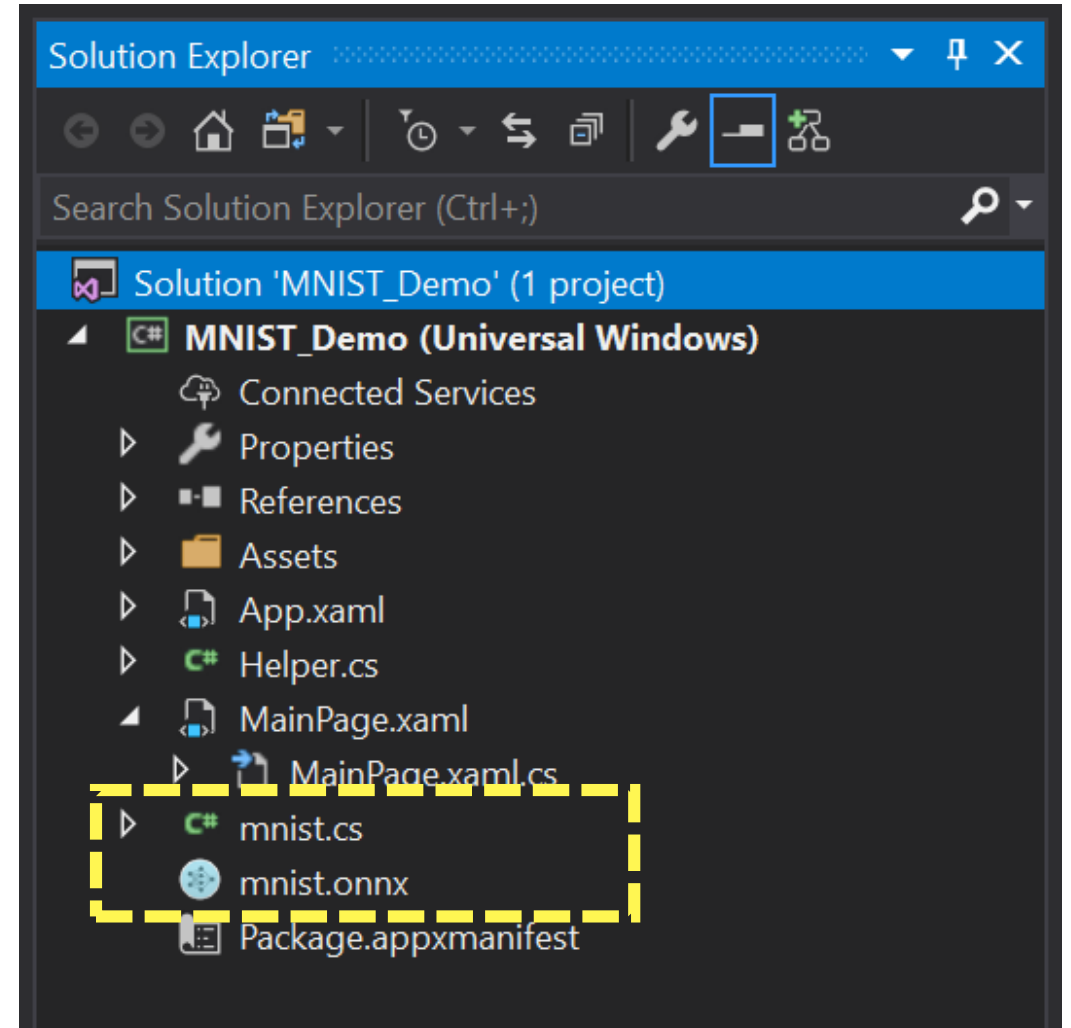 Solution Explorer
Search Solution Explorer (Ctrl+;)
Solution 'MNIST_Demo' (1 project)
C# MNIST_Demo (Universal Windows)
Connected Services
Properties
References
Assets
App.xaml
C# Helper.cs
MainPage.xaml
MainPage.xaml.cs
C# mnist.cs
mnist.onnx
Package.appxmanifest